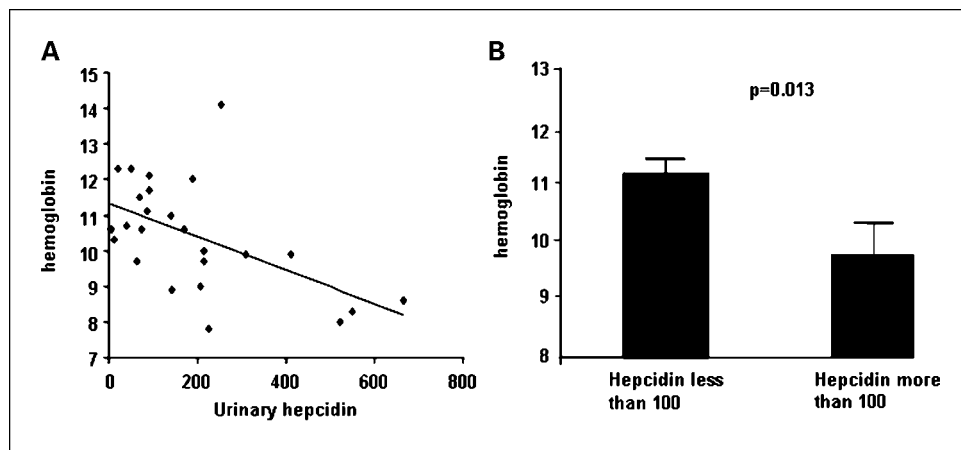 A
hemoglobin
15
14
13
12
11
10
9
8
7
0 200 400 600 800
Urinary hepcidin
B
hemoglobin
13
12
11
10
9
8
p=0.013
Hepcidin less
than 100
Hepcidin more
than 100